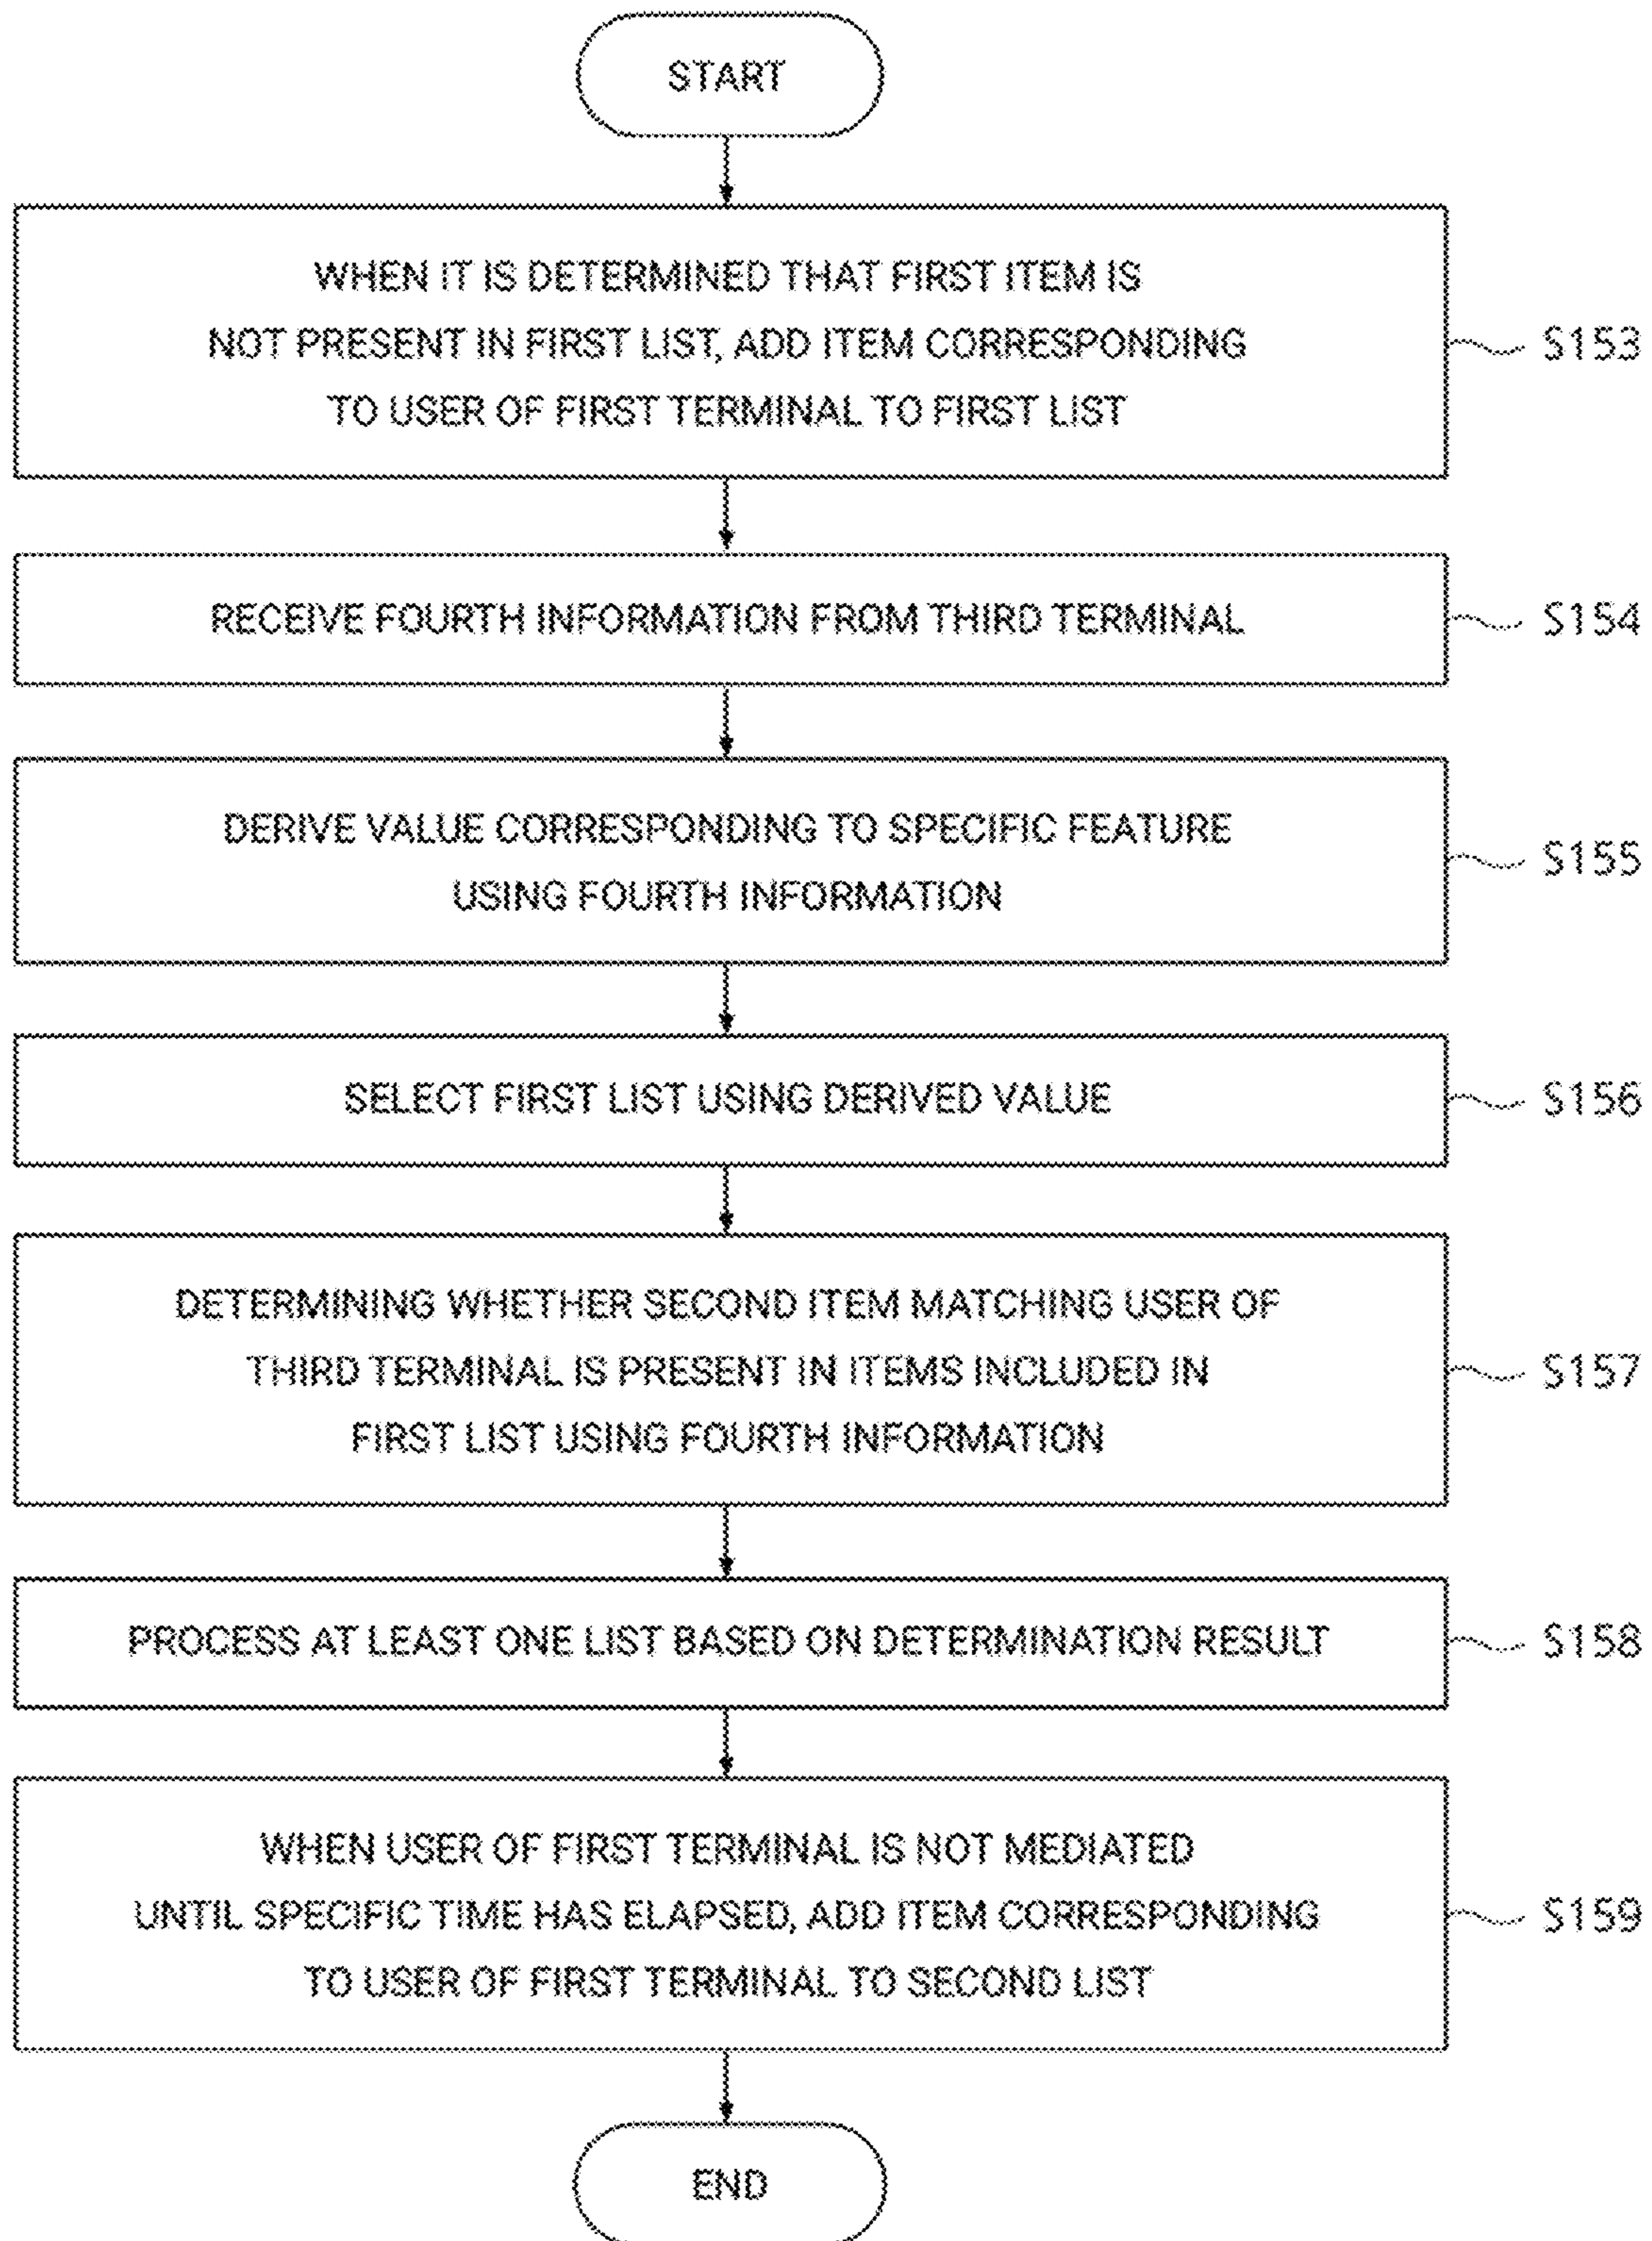 START
WHEN IT IS DETERMINED THAT FIRST ITEM IS
NOT PRESENT IN FIRST LIST, ADD ITEM CORRESPONDING
TO USER OF FIRST TERMINAL TO FIRST LIST
S153
RECEIVE FOURTH INFORMATION FROM THIRD TERMINAL
S154
DERIVE VALUE CORRESPONDING TO SPECIFIC FEATURE
USING FOURTH INFORMATION
S155
SELECT FIRST LIST USING DERIVED VALUE
S156
DETERMINING WHETHER SECOND ITEM MATCHING USER OF
THIRD TERMINAL IS PRESENT IN ITEMS INCLUDED IN
FIRST LIST USING FOURTH INFORMATION
S157
PROCESS AT LEAST ONE LIST BASED ON DETERMINATION RESULT
S158
WHEN USER OF FIRST TERMINAL IS NOT MEDIATED
UNTIL SPECIFIC TIME HAS ELAPSED, ADD ITEM CORRESPONDING
TO USER OF FIRST TERMINAL TO SECOND LIST
S159
END